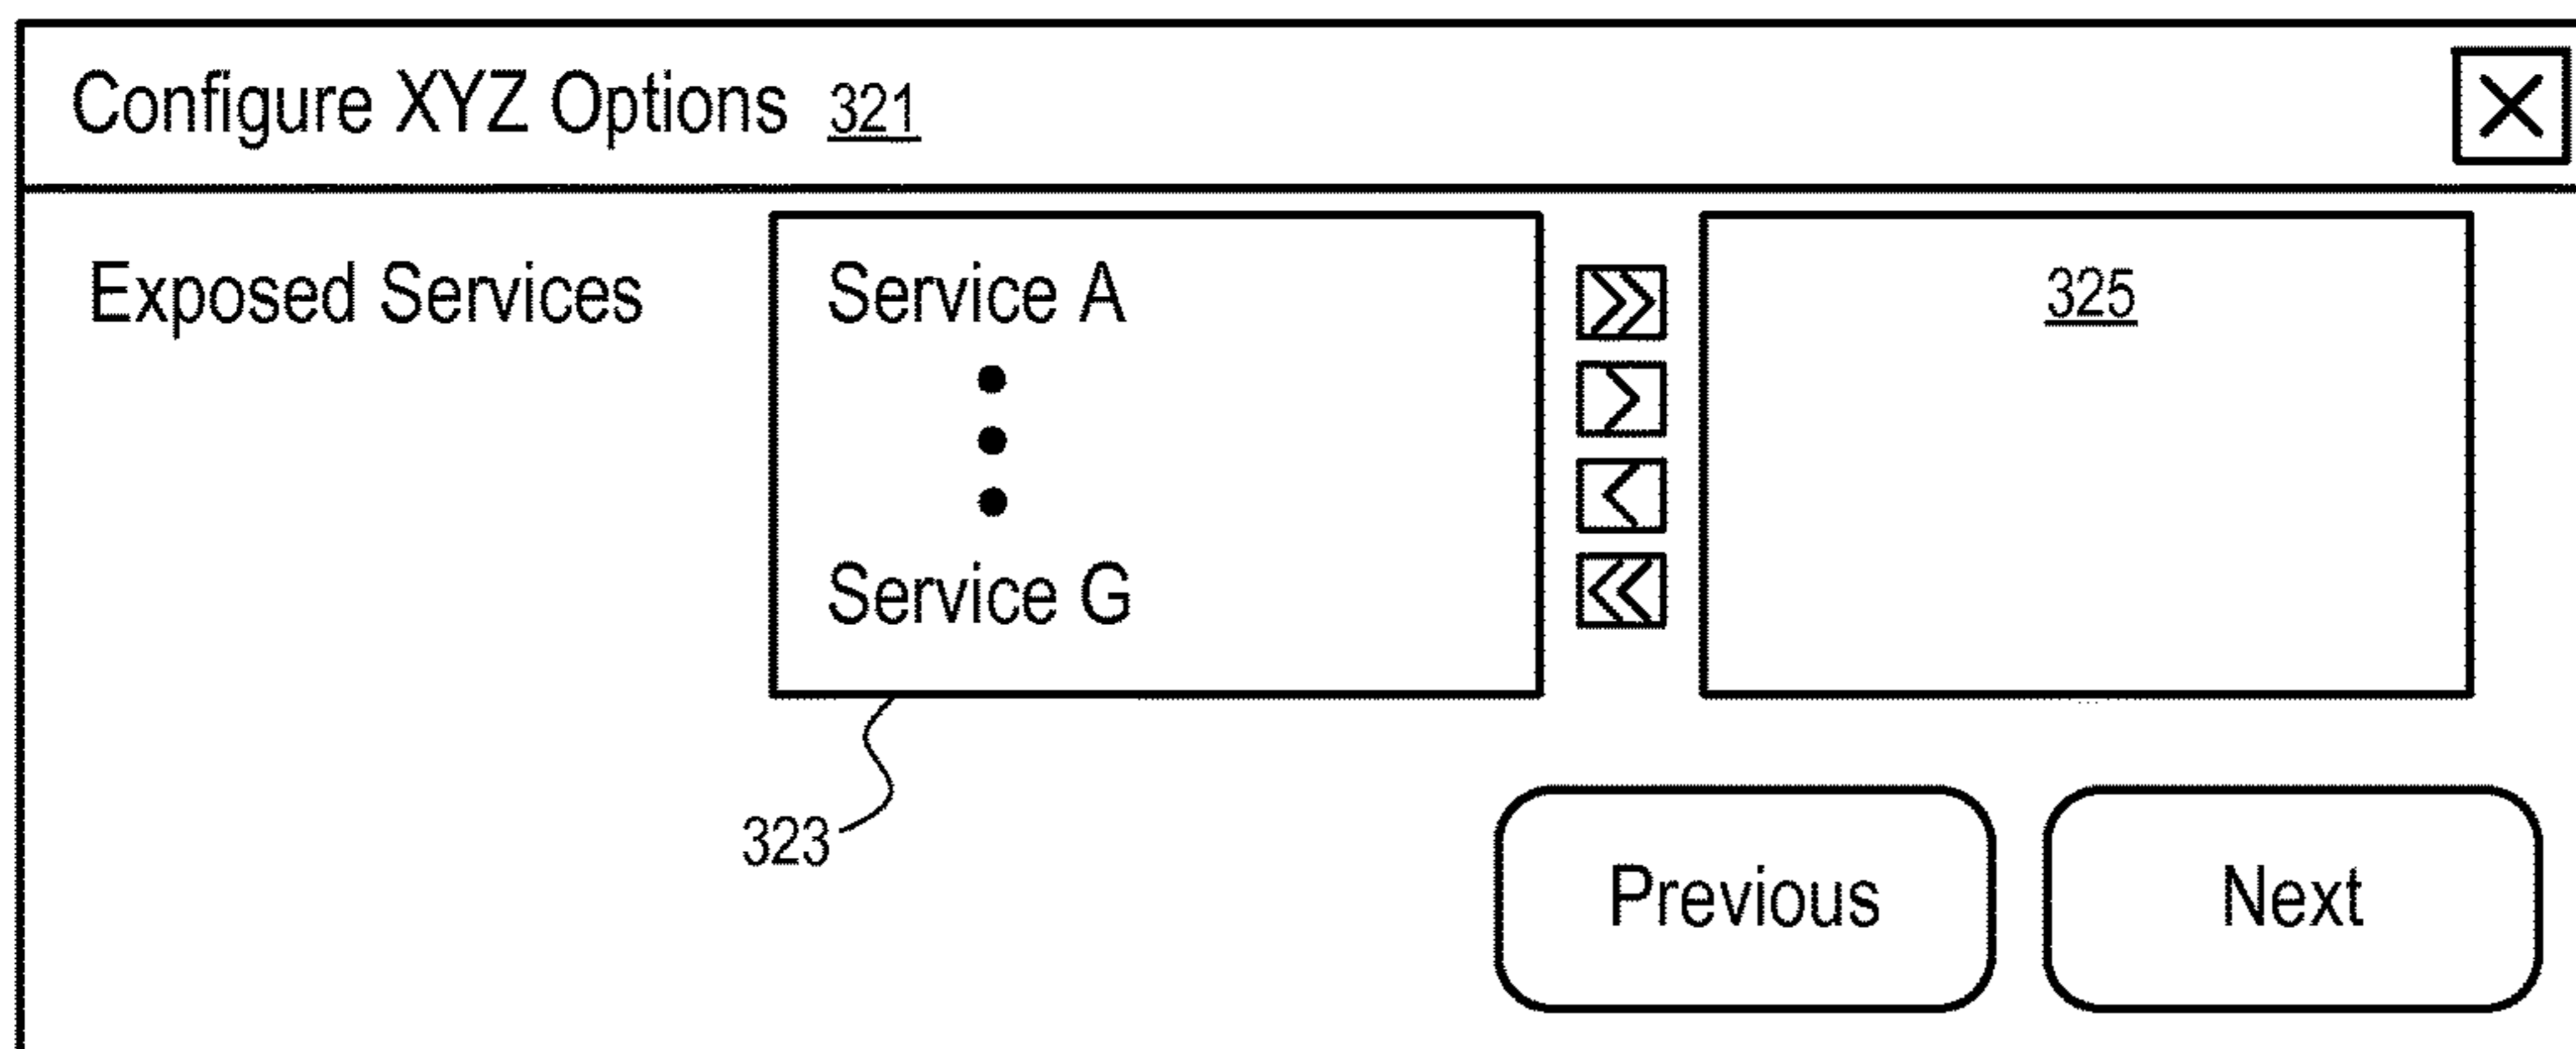 Configure XYZ Options 321
Exposed Services
Service A
325
Service G
323
Previous
Next